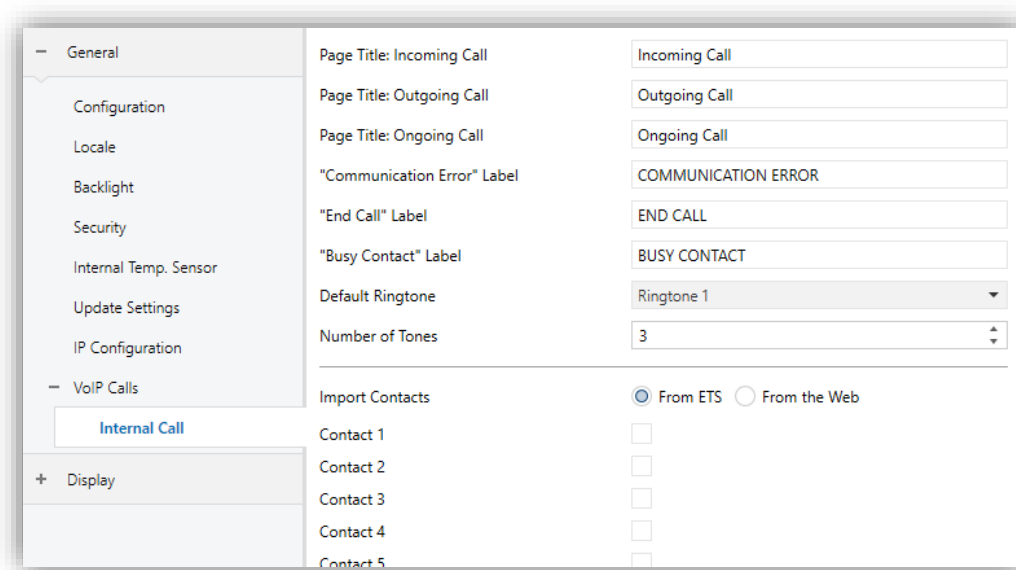 General
Configuration
Locale
Backlight
Security
Internal Temp. Sensor
Update Settings
IP Configuration
VoIP Calls
Internal Call
Display
Page Title: Incoming Call Incoming Call
Page Title: Outgoing Call Outgoing Call
Page Title: Ongoing Call Ongoing Call
"Communication Error" Label COMMUNICATION ERROR
"End Call" Label END CALL
"Busy Contact" Label BUSY CONTACT
Default Ringtone Ringtone 1
Number of Tones 3
Import Contacts From ETS From the Web
Contact 1
Contact 2
Contact 3
Contact 4
Contact 5